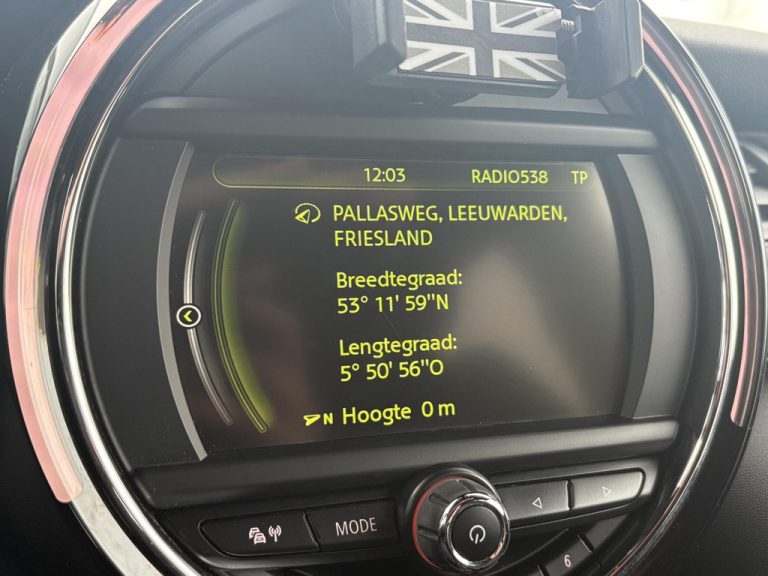 12:03 RADIO538 TP
PALLASWEG, LEEUWARDEN,
FRIESLAND
Breedtegraad:
53° 11' 59"N
Lengtegraad:
5° 50' 56"O
N Hoogte 0 m
MODE
6